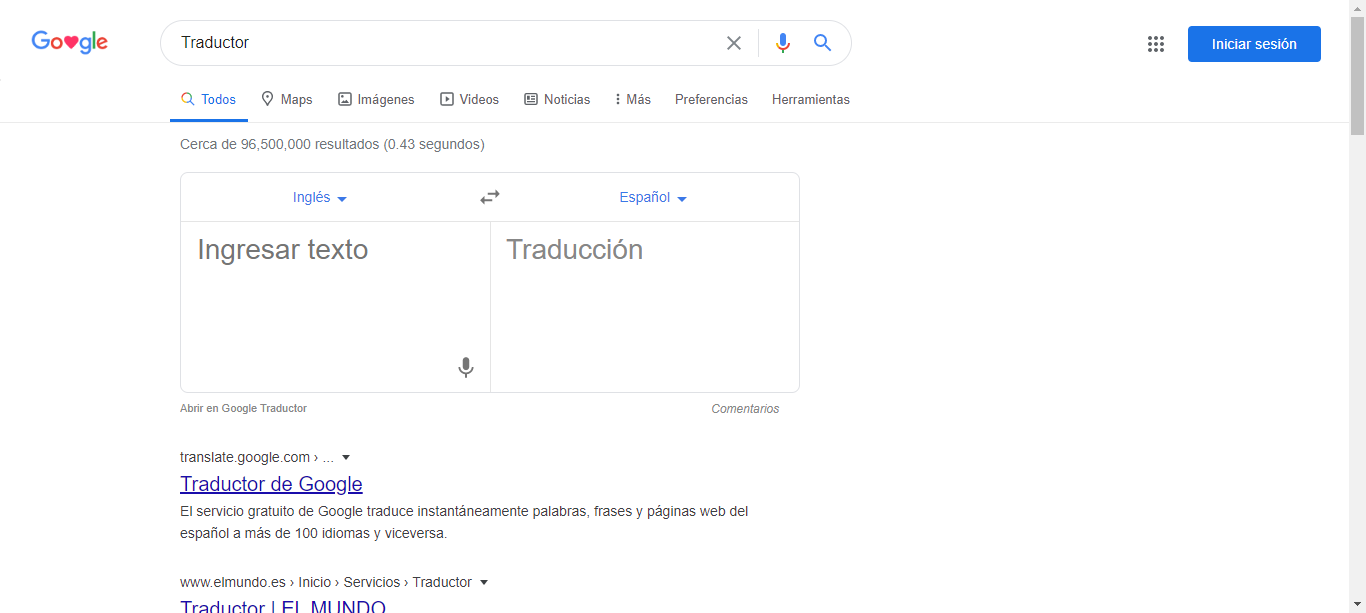 Google
Traductor
Iniciar sesión
Todos Maps Imágenes Videos Noticias Más Preferencias Herramientas
Cerca de 96,500,000 resultados (0.43 segundos)
Inglés Español
Ingresar texto Traducción
Abrir en Google Traductor Comentarios
translate.google.com › ...
Traductor de Google
El servicio gratuito de Google traduce instantáneamente palabras, frases y páginas web del
español a más de 100 idiomas y viceversa.
www.elmundo.es › Inicio › Servicios › Traductor
Traductor | EL MUNDO